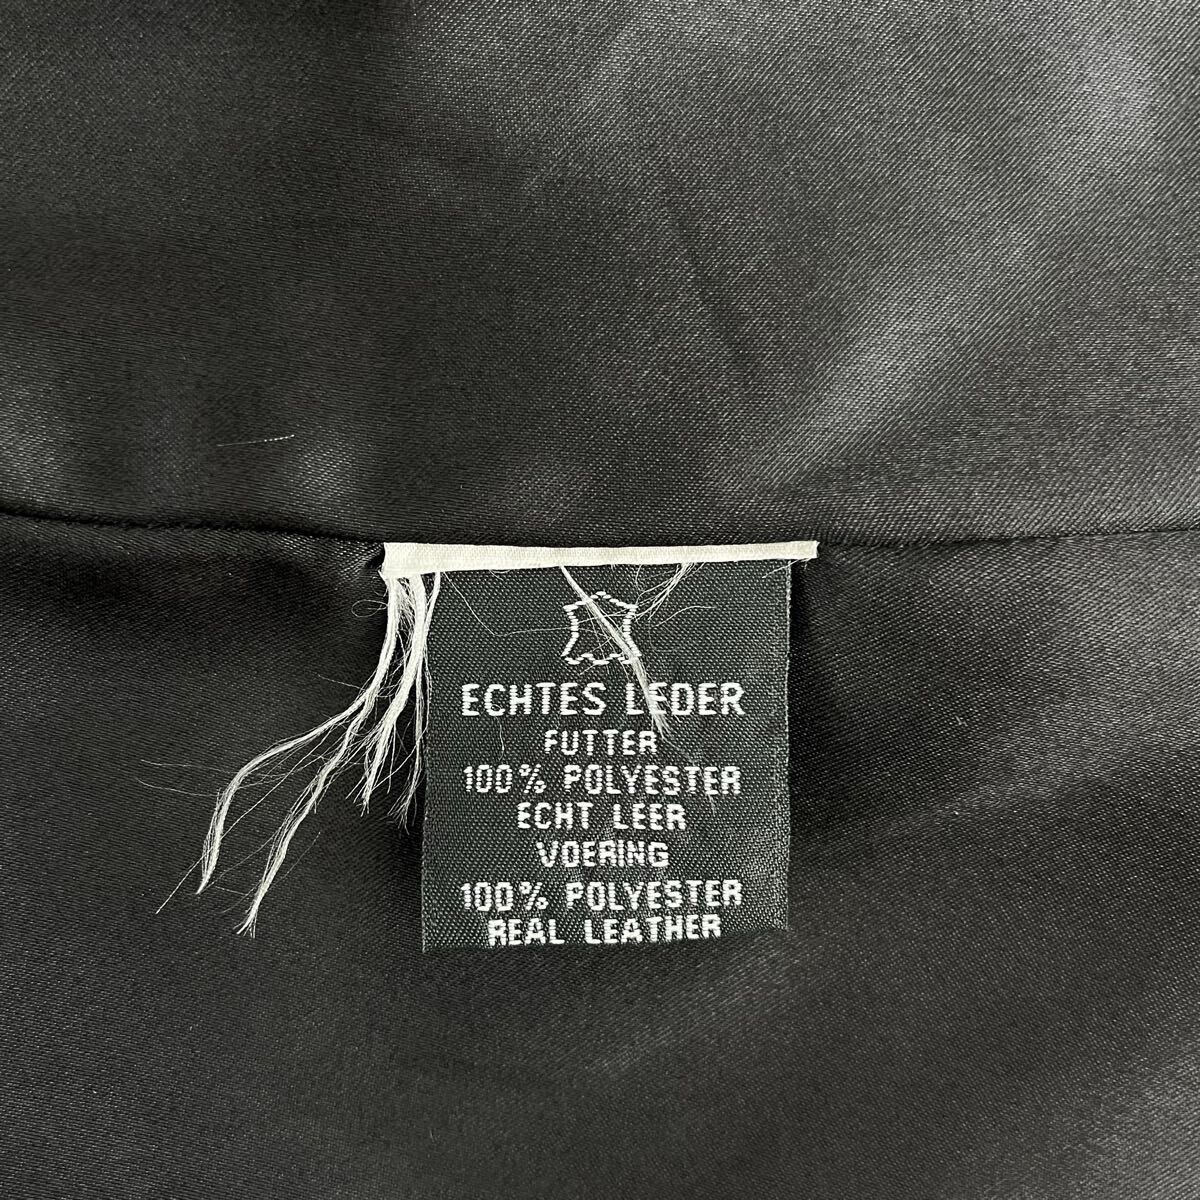 ECHTES LEDER
FUTTER
100% POLYESTER
ECHT LEER
VOERING
100% POLYESTER
REAL LEATHER